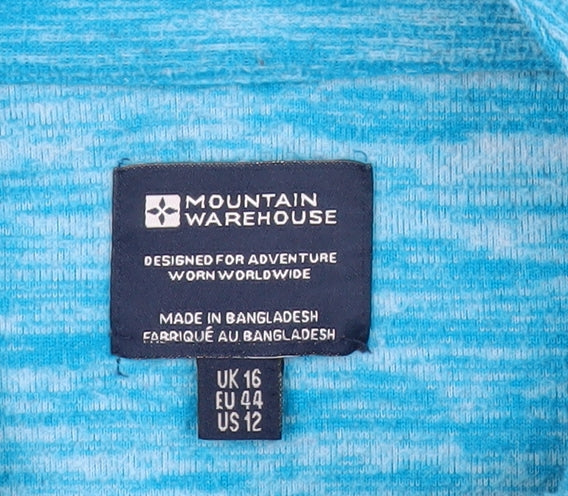 MOUNTAIN
WAREHOUSE
DESIGNED FOR ADVENTURE
WORN WORLDWIDE
MADE IN BANGLADESH
FABRIQUÉ AU BANGLADESH
UK 16
EU 44
US 12